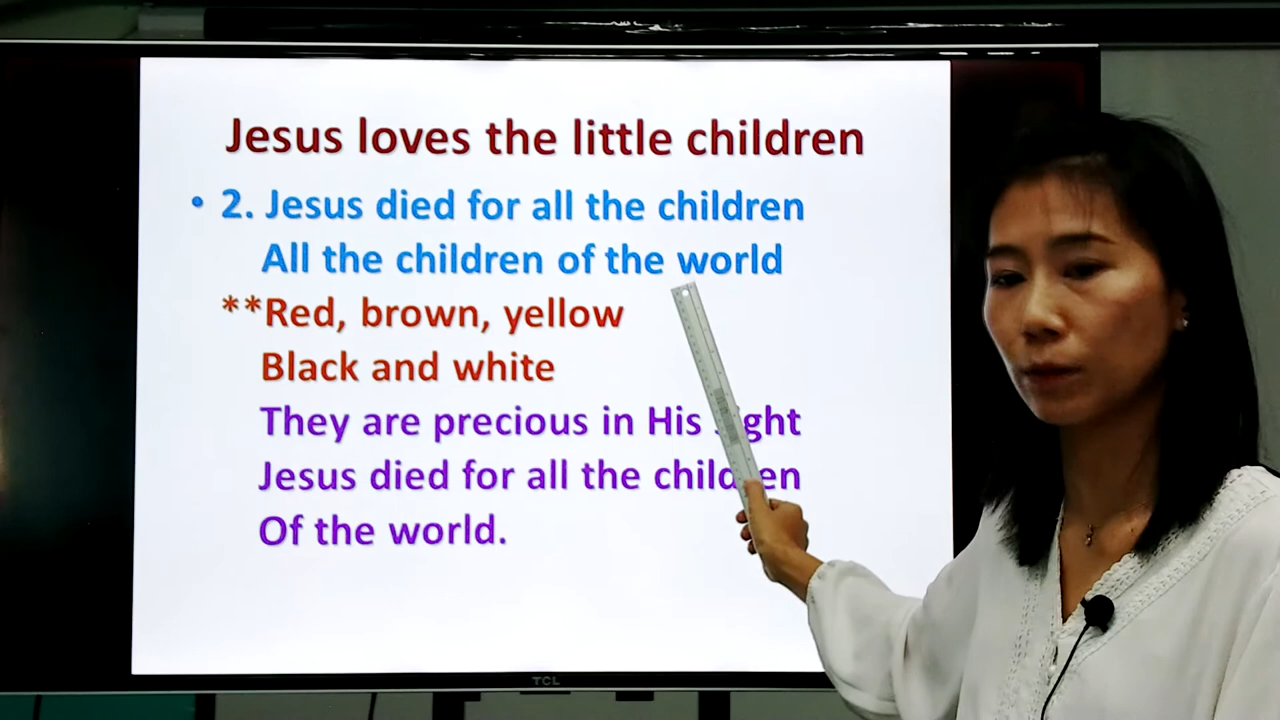 Jesus loves the little children
• 2. Jesus died for all the children
All the children of the world
**Red, brown, yellow
Black and white
They are precious in His ght
Jesus died for all the children
Of the world.
TCL